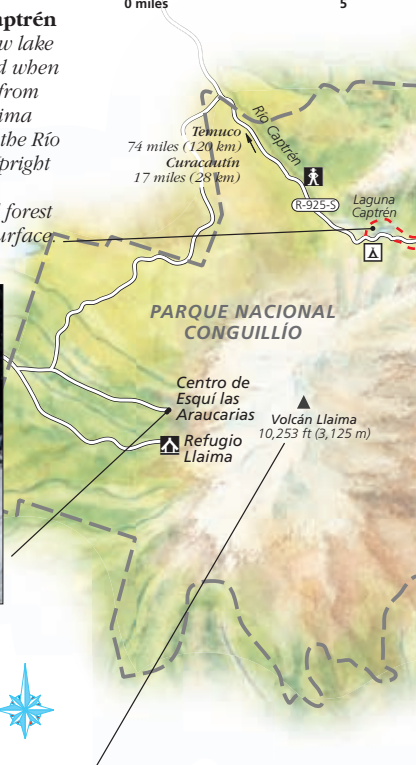 0 miles 5
aptrén
w lake
d when
from
ima
the Río
pright
forest
urface.
Temuco
74 miles (120 km)
Curacautín
17 miles (28 km)
Río Captrén
R-925-S
Laguna
Captrén
PARQUE NACIONAL
CONGUILLÍO
Centro de
Esquí las
Araucarias
Refugio
Llaima
Volcán Llaima
10,253 ft (3,125 m)